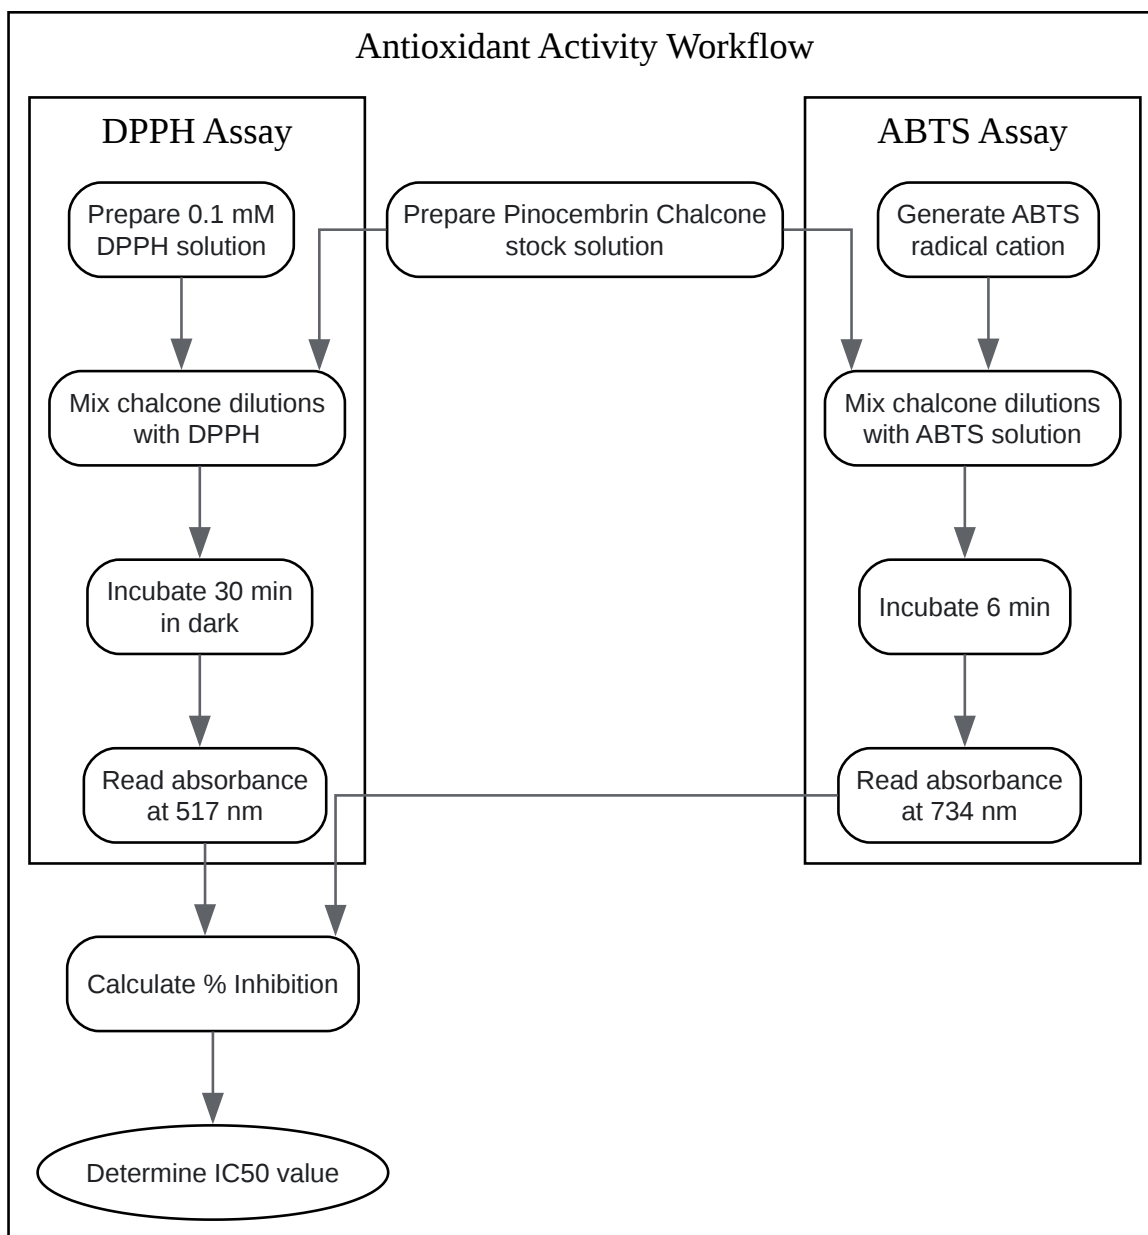 Antioxidant Activity Workflow
DPPH Assay
ABTS Assay
Prepare 0.1 mM
DPPH solution
Prepare Pinocembrin Chalcone
stock solution
Generate ABTS
radical cation
Mix chalcone dilutions
with DPPH
Mix chalcone dilutions
with ABTS solution
Incubate 30 min
in dark
Incubate 6 min
Read absorbance
at 517 nm
Read absorbance
at 734 nm
Calculate % Inhibition
Determine IC50 value